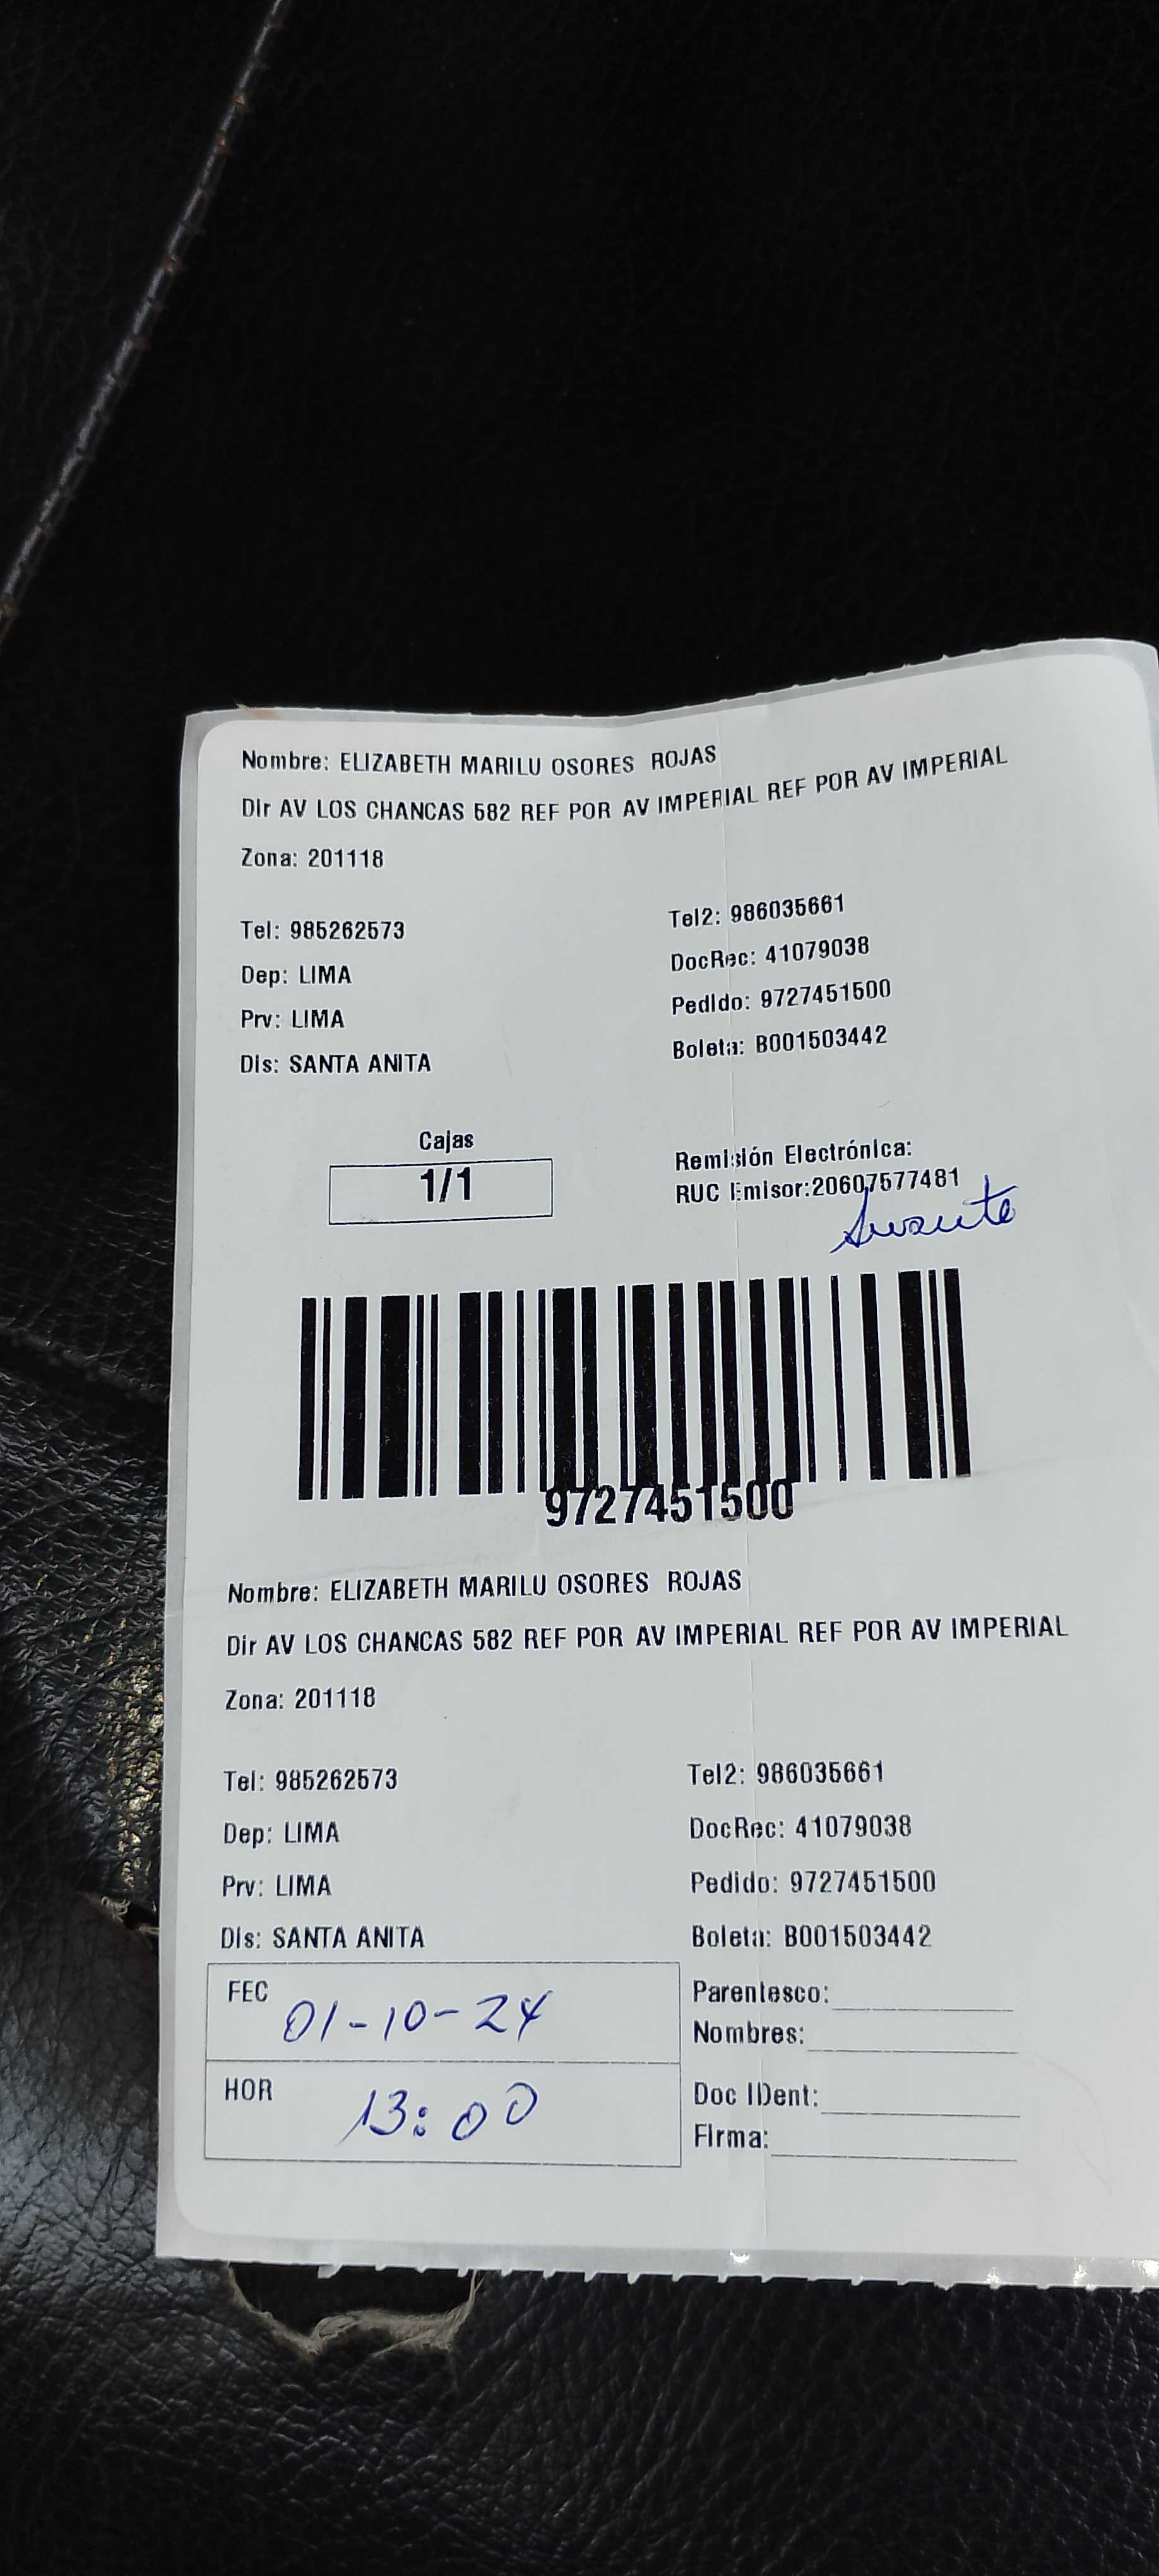 Nombre: ELIZABETH MARILU OSORES ROJAS
Dir AV LOS CHANCAS 582 REF POR AV IMPERIAL REF POR AV IMPERIAL
Zona: 201118
Tel: 985262573
Tel2: 986035661
Dep: LIMA
DocRec: 41079038
Prv: LIMA
Pedido: 9727451500
Dis: SANTA ANITA
Boleta: B001503442
Cajas
1/1
Remisión Electrónica:
RUC Emisor:20607577481
9727451500
Nombre: ELIZABETH MARILU OSORES ROJAS
Dir AV LOS CHANCAS 582 REF POR AV IMPERIAL REF POR AV IMPERIAL
Zona: 201118
Tel: 985262573
Tel2: 986035661
Dep: LIMA
DocRec: 41079038
Prv: LIMA
Pedido: 9727451500
Dis: SANTA ANITA
Boleta: B001503442
FEC 01-10-24
HOR 13:00
Parentesco:
Nombres:
Doc IDent:
Firma: